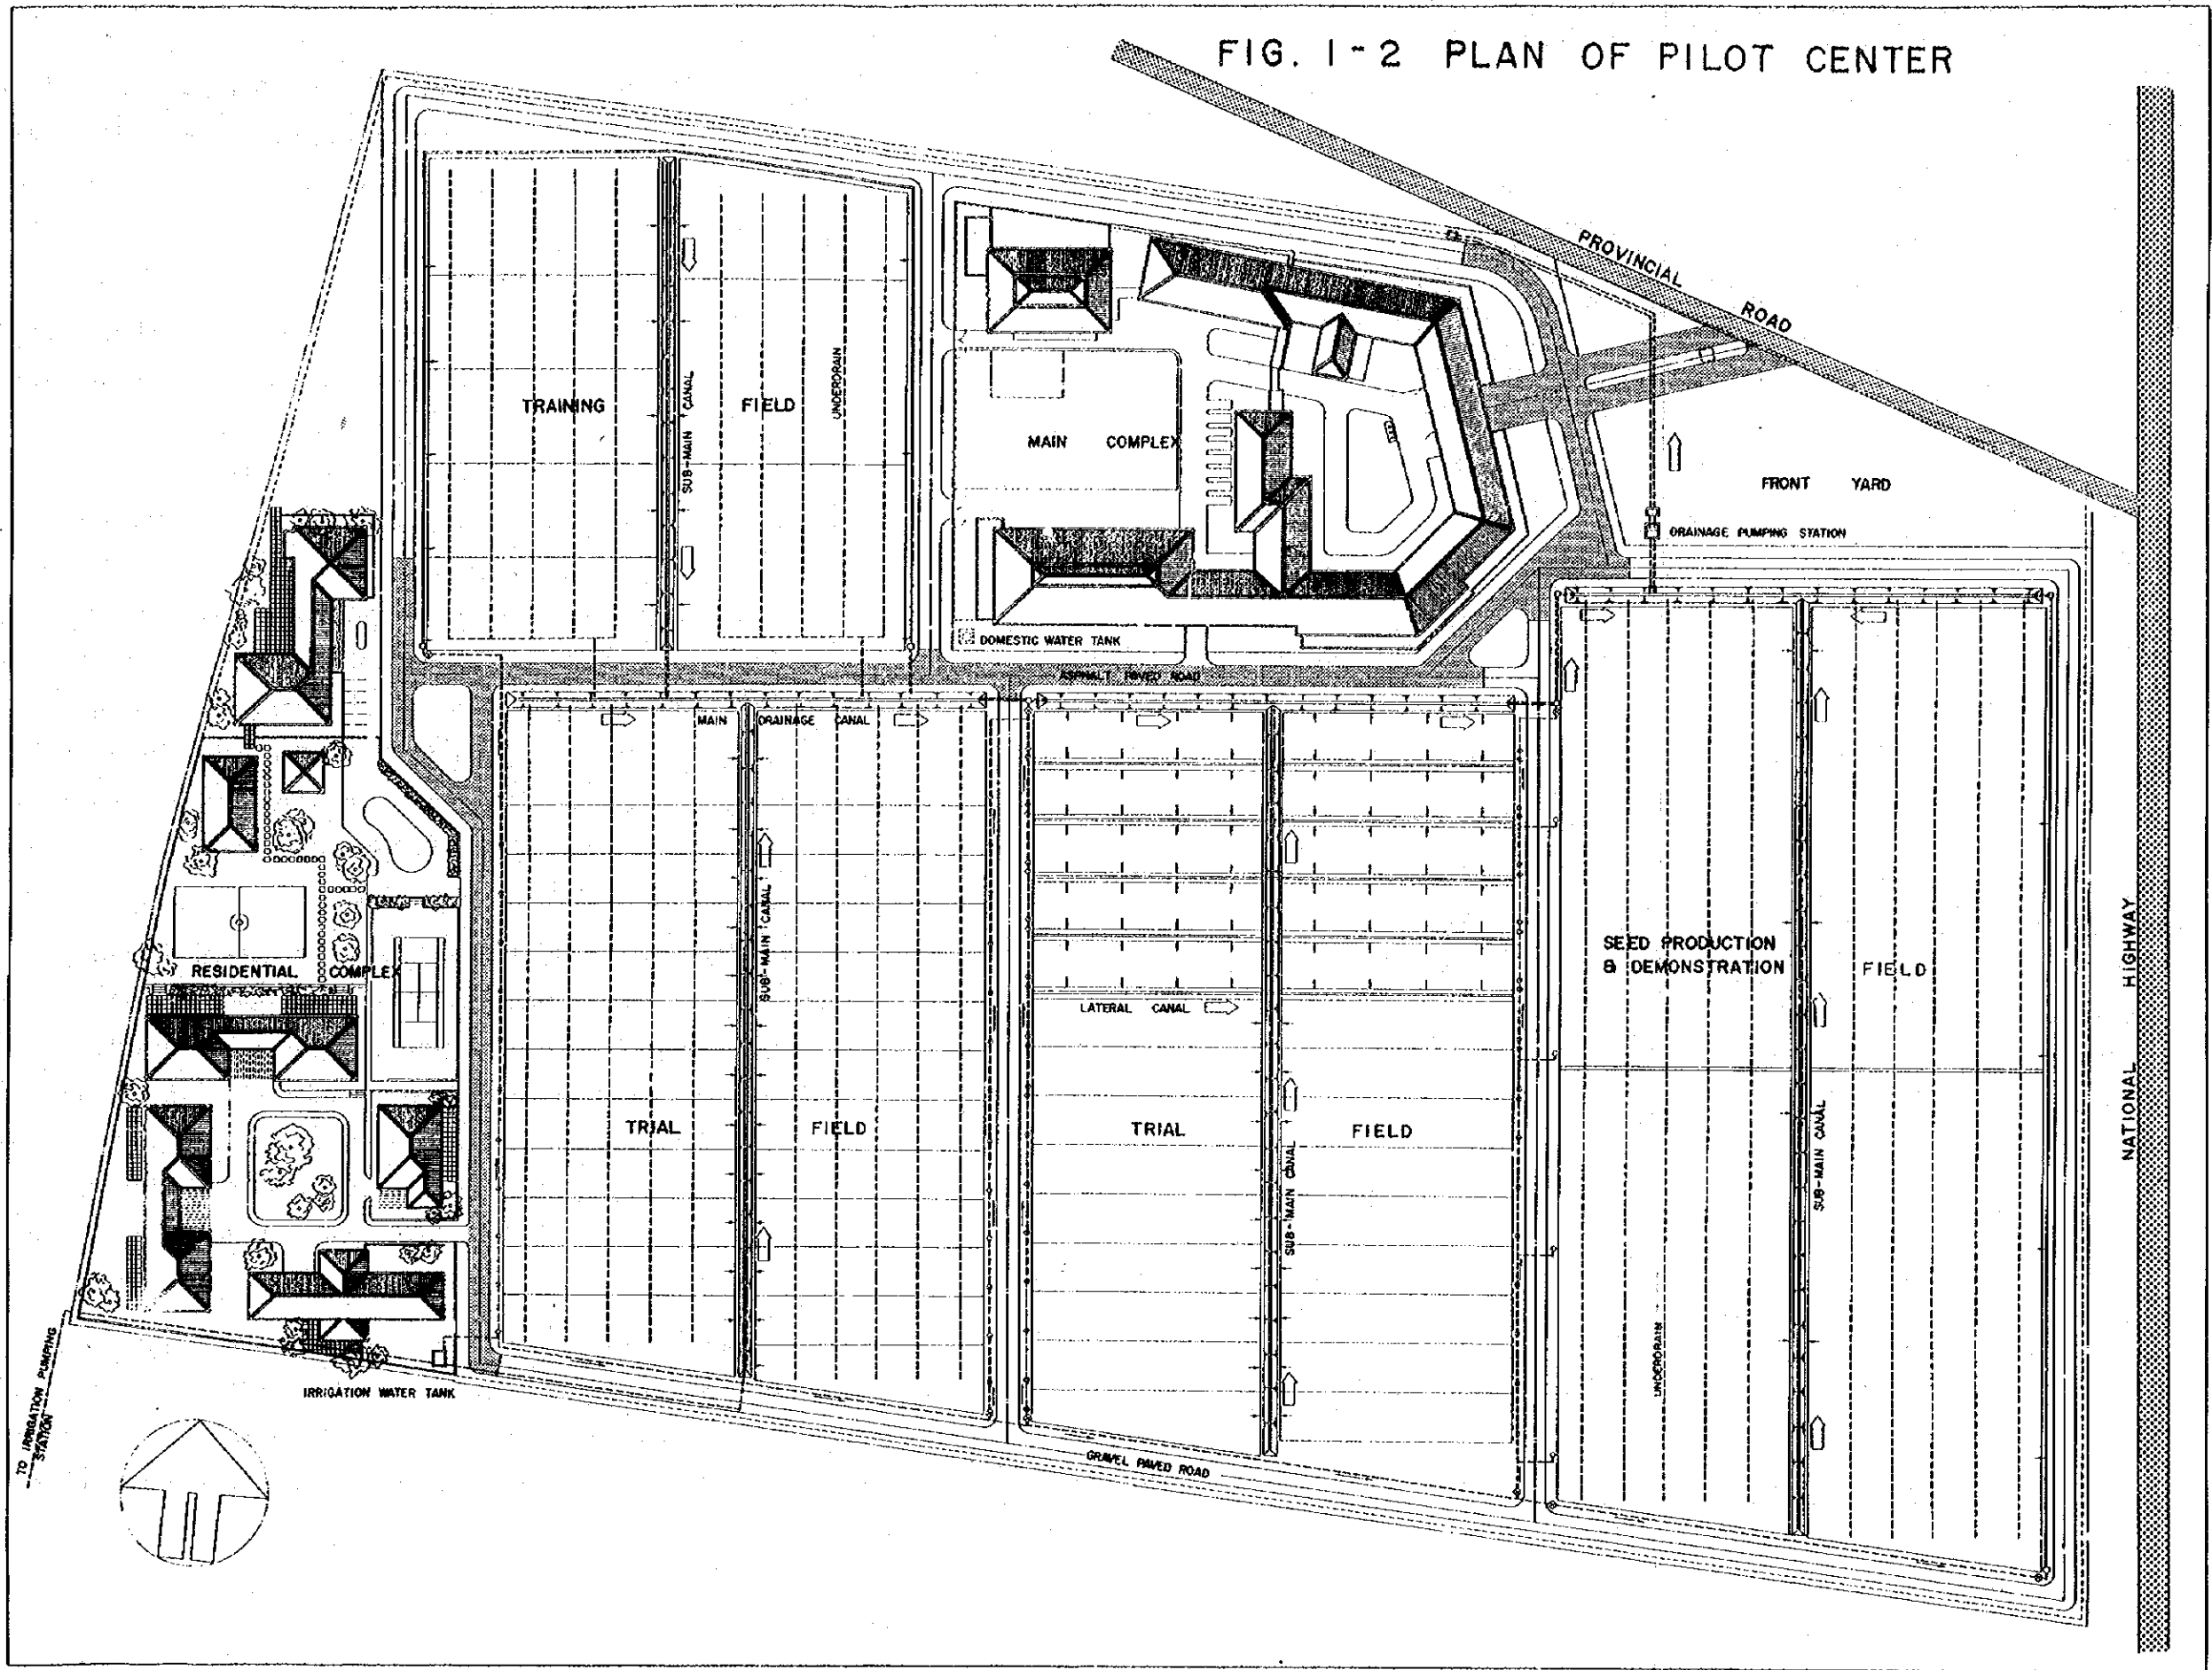 FIG. 1-2 PLAN OF PILOT CENTER
PROVINCIAL ROAD
TRAINING FIELD
SUB-MAIN CANAL
UNDERDRAIN
MAIN COMPLEX
FRONT YARD
DRAINAGE PUMPING STATION
DOMESTIC WATER TANK
ASPHALT PAVED ROAD
MAIN DRAINAGE CANAL
SUB-MAIN CANAL
RESIDENTIAL COMPLEX
SEED PRODUCTION
& DEMONSTRATION
FIELD
NATIONAL HIGHWAY
LATERAL CANAL
TRIAL FIELD
TRIAL FIELD
SUB-MAIN CANAL
SUB-MAIN CANAL
UNDERDRAIN
TO IRRIGATION PUMPING
STATION
IRRIGATION WATER TANK
GRAVEL PAVED ROAD